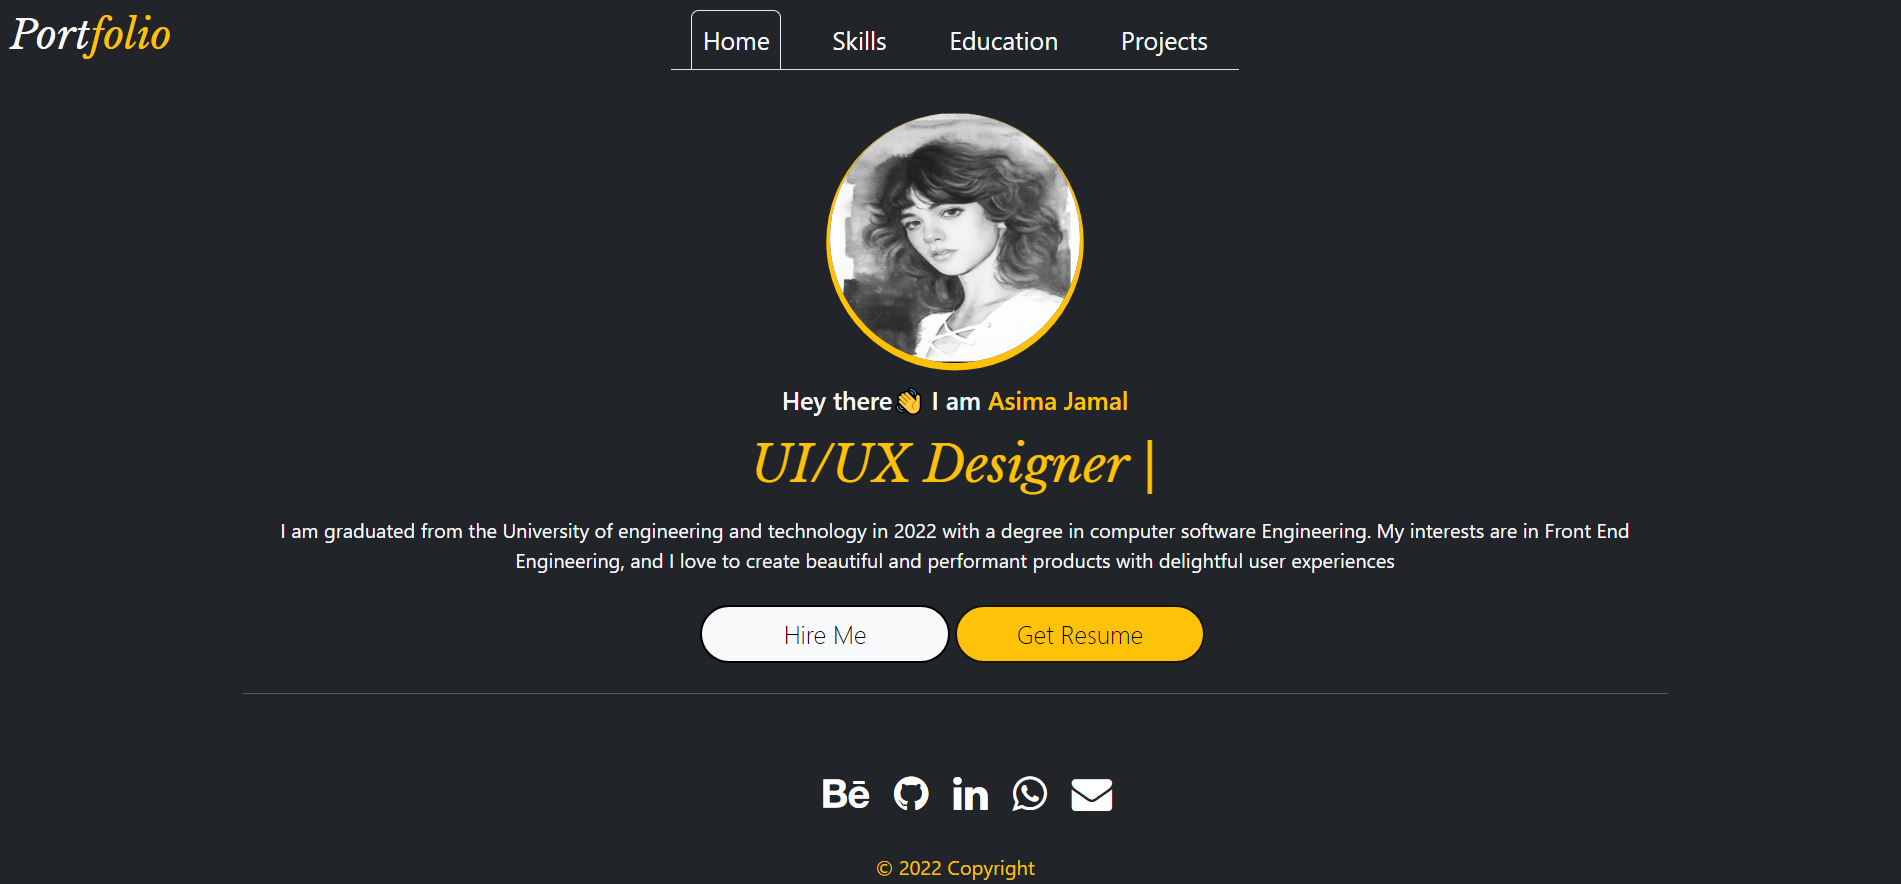 Portfolio
Home Skills Education Projects
Hey there👋 I am Asima Jamal
UI/UX Designer |
I am graduated from the University of engineering and technology in 2022 with a degree in computer software Engineering. My interests are in Front End
Engineering, and I love to create beautiful and performant products with delightful user experiences
Hire Me Get Resume
Bē in
© 2022 Copyright